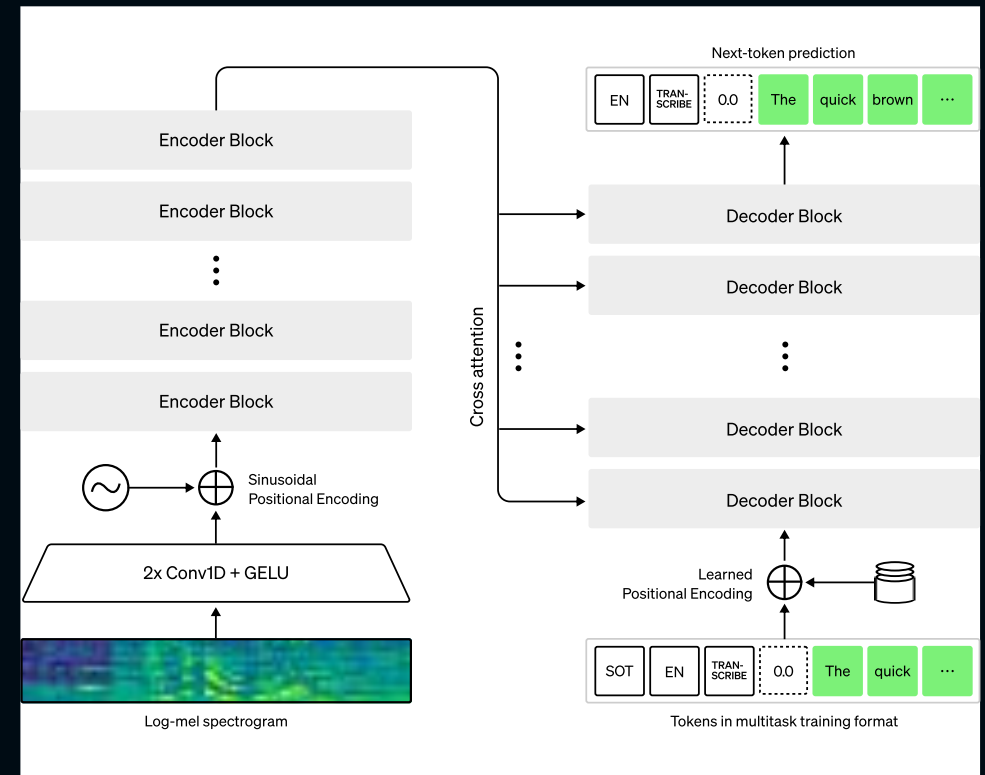 Next-token prediction
EN
TRAN-
SCRIBE
0.0
The
quick
brown
...
Encoder Block
Encoder Block
Encoder Block
Encoder Block
Sinusoidal
Positional Encoding
2x Conv1D + GELU
Log-mel spectrogram
Cross attention
Decoder Block
Decoder Block
Decoder Block
Decoder Block
Learned
Positional Encoding
SOT
EN
TRAN-
SCRIBE
0.0
The
quick
...
Tokens in multitask training format